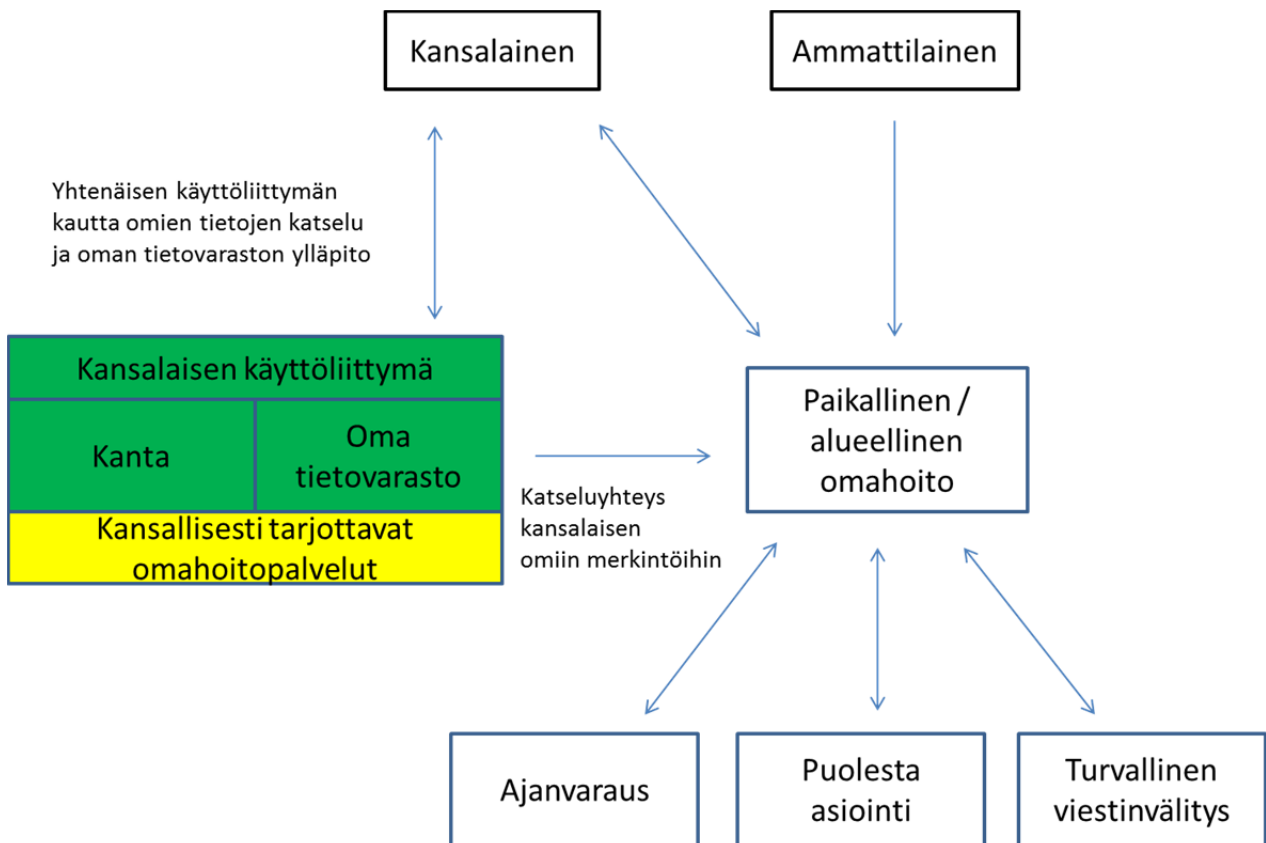 Kansalainen
Ammattilainen
Yhtenäisen käyttöliittymän
kautta omien tietojen katselu
ja oman tietovaraston ylläpito
Kansalaisen käyttöliittymä
Kanta
Oma
tietovarasto
Kansallisesti tarjottavat
omahoitopalvelut
Katseluyhteys
kansalaisen
omiin merkintöihin
Paikallinen /
alueellinen
omahoito
Ajanvaraus
Puolesta
asiointi
Turvallinen
viestinvälitys